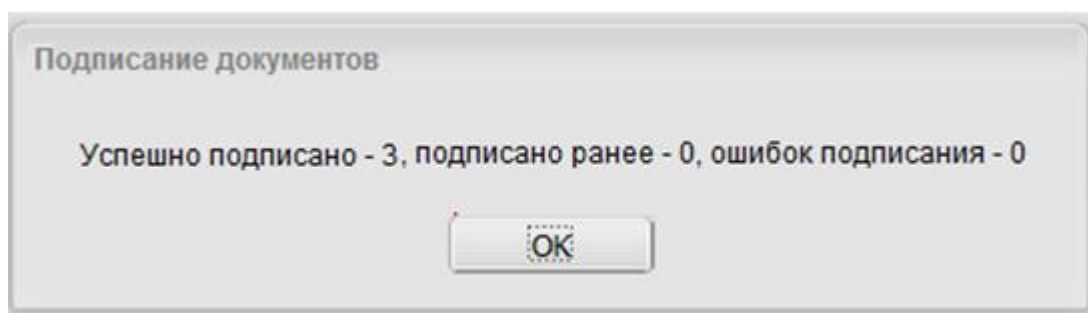 Подписание документов
Успешно подписано - 3, подписано ранее - 0, ошибок подписания - 0
OK